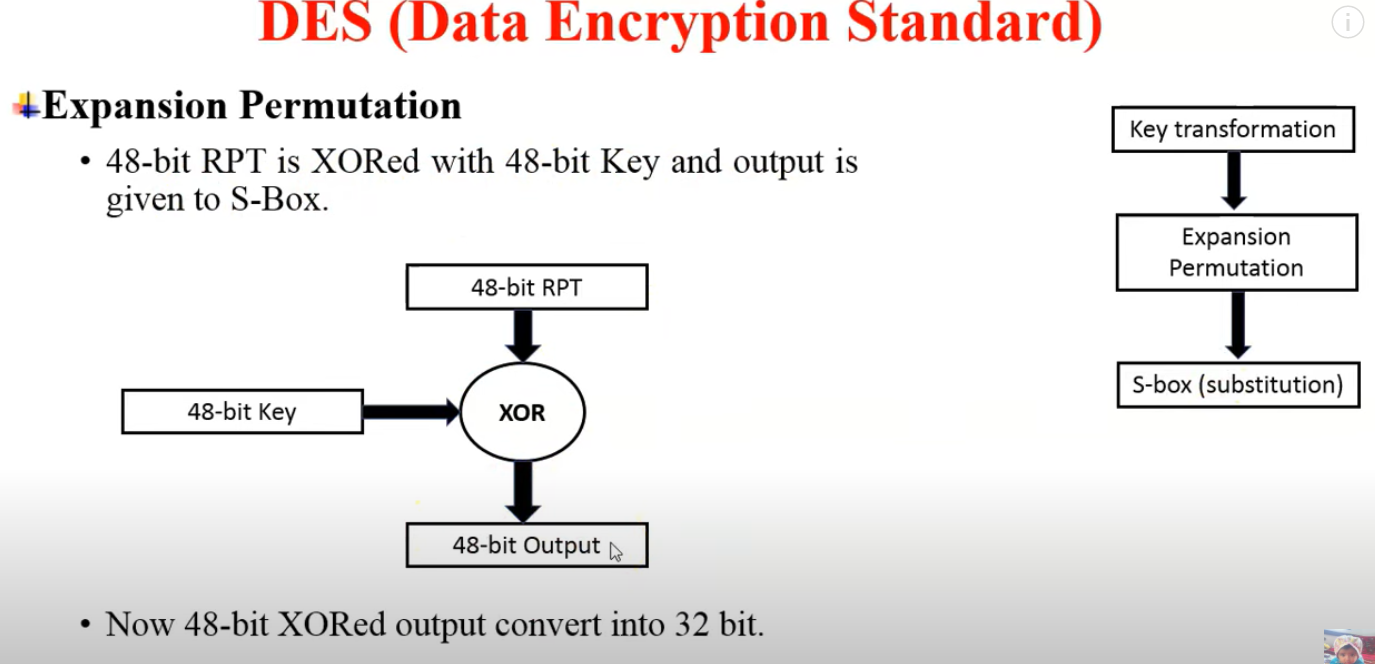 DES (Data Encryption Standard)
Expansion Permutation
• 48-bit RPT is XORed with 48-bit Key and output is
given to S-Box.
48-bit RPT
48-bit Key
XOR
48-bit Output
• Now 48-bit XORed output convert into 32 bit.
Key transformation
Expansion
Permutation
S-box (substitution)